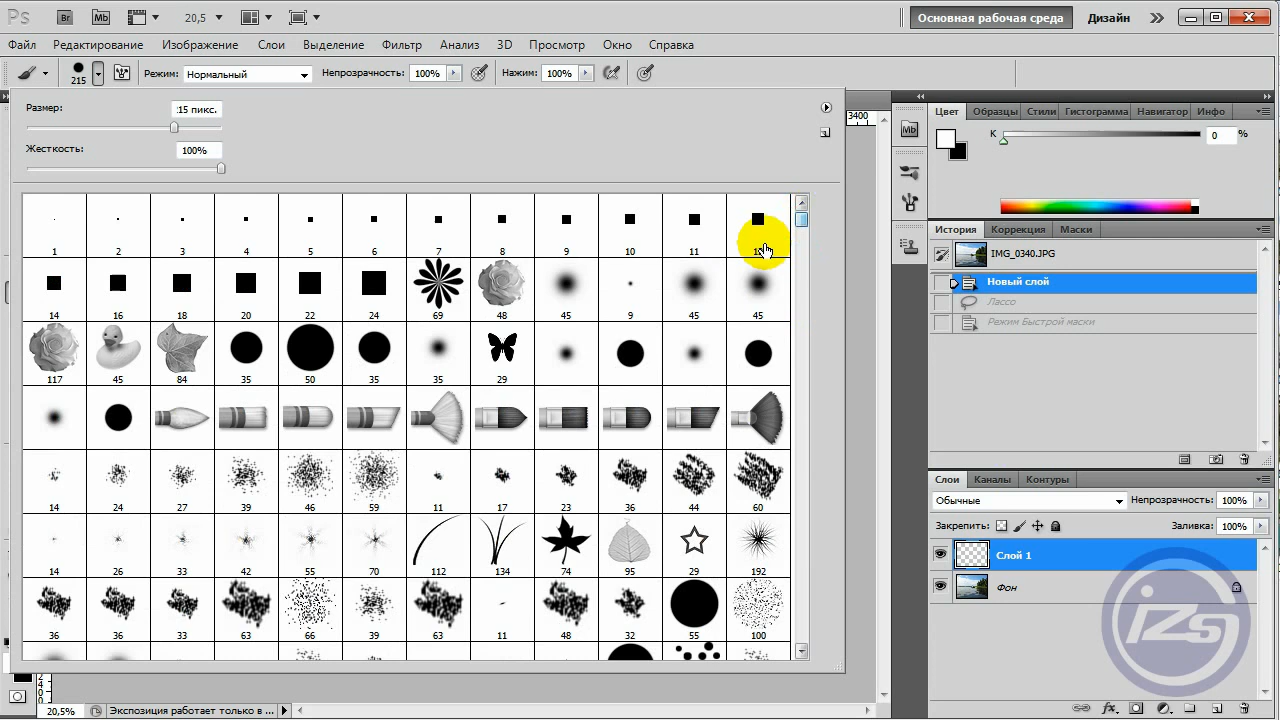 Ps Br Mb 20,5 Основная рабочая среда Дизайн
Файл Редактирование Изображение Слои Выделение Фильтр Анализ 3D Просмотр Окно Справка
215 Режим: Нормальный Непрозрачность: 100% Нажим: 100%
Размер: :15 пикс.
Жесткость: 100%
1 2 3 4 5 6 7 8 9 10 11
14 16 18 20 22 24 69 48 45 9 45 45
117 45 84 35 50 35 35 29
14 24 27 39 46 59 11 17 23 36 44 60
14 26 33 42 55 70 112 134 74 95 29 192
36 36 33 63 66 39 63 11 48 32 55 100
3400
2
4
0
0
20,5% Экспозиция работает только в ...
Mb
Цвет Образцы Стили Гистограмма Навигатор Инфо
K 0 %
История Коррекция Маски
IMG_0340.JPG
Новый слой
Лассо
Режим Быстрой маски
Слои Каналы Контуры
Обычные Непрозрачность: 100%
Закрепить: Заливка: 100%
Слой 1
Фон
fx
iZs